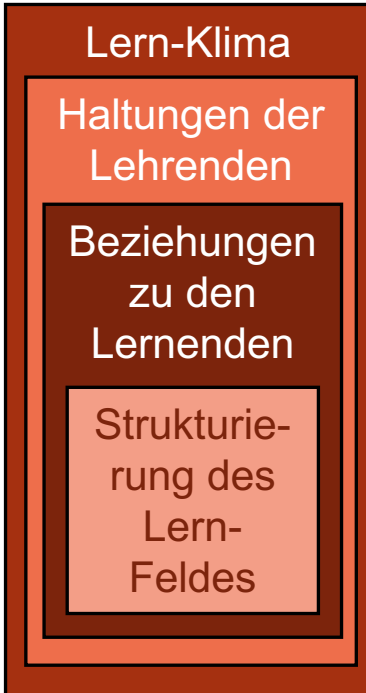 Lern-Klima
Haltungen der
Lehrenden
Beziehungen
zu den
Lernenden
Strukturie-
rung des
Lern-
Feldes